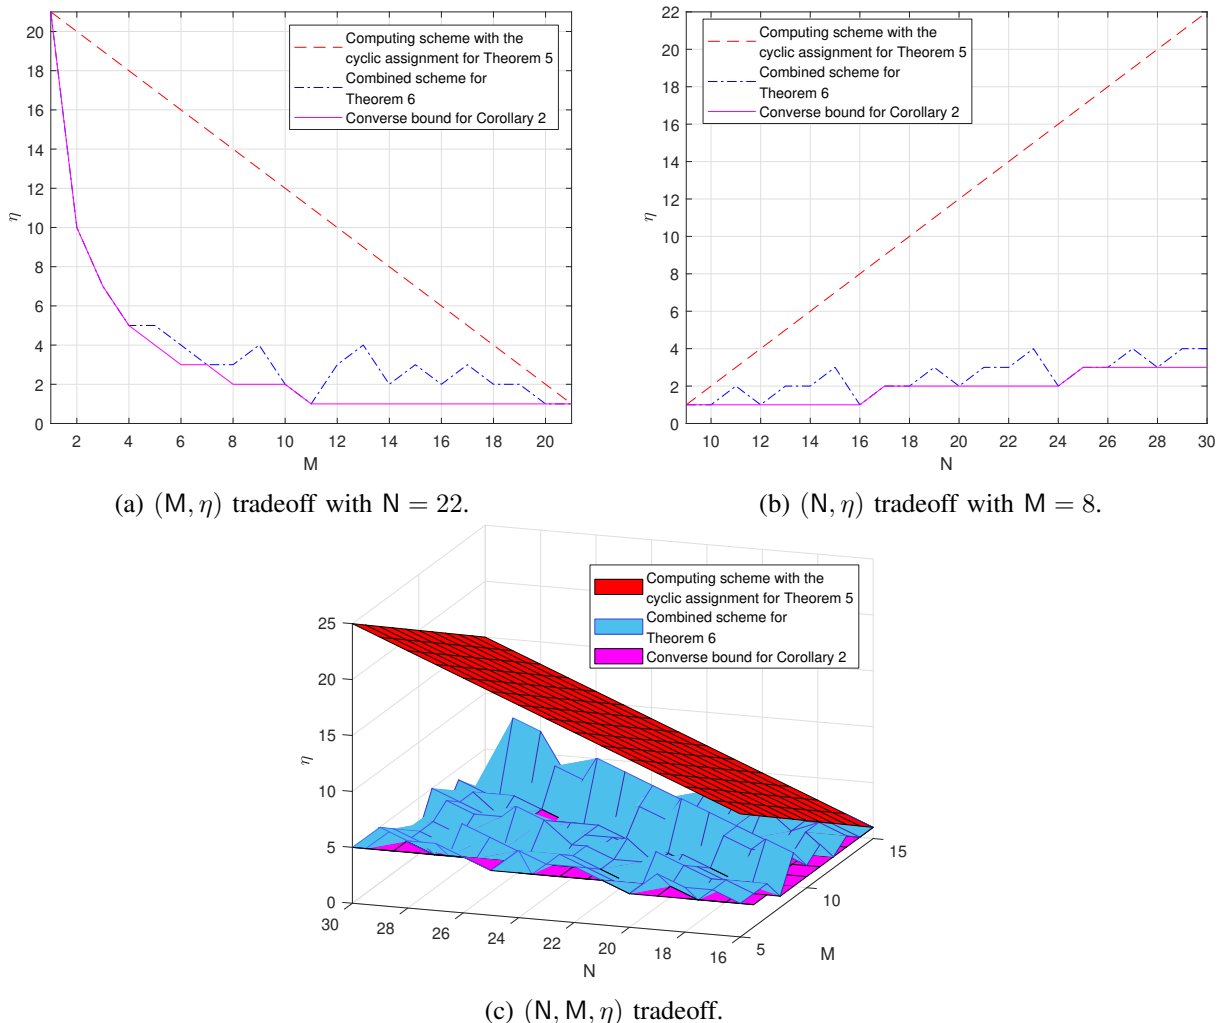 20
18
16
14
12
10
8
6
4
2
0
η
2 4 6 8 10 12 14 16 18 20
M
Computing scheme with the
cyclic assignment for Theorem 5
Combined scheme for
Theorem 6
Converse bound for Corollary 2
(a) (M, η) tradeoff with N = 22.
22
20
18
16
14
12
10
8
6
4
2
0
η
10 12 14 16 18 20 22 24 26 28 30
N
Computing scheme with the
cyclic assignment for Theorem 5
Combined scheme for
Theorem 6
Converse bound for Corollary 2
(b) (N, η) tradeoff with M = 8.
Computing scheme with the
cyclic assignment for Theorem 5
Combined scheme for
Theorem 6
Converse bound for Corollary 2
25
20
15
10
5
0
η
30 28 26 24 22 20 18 16
N
15
10
5
M
(c) (N, M, η) tradeoff.